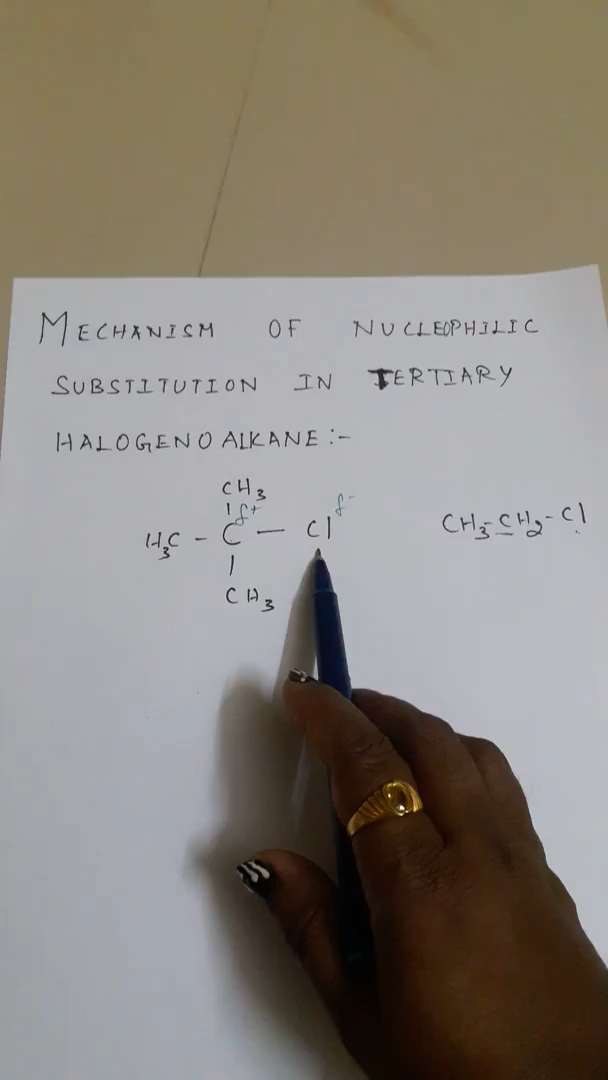 MECHANISM OF NUCLEOPHILIC
SUBSTITUTION IN TERTIARY
HALOGENOALKANE :-
CH3
H3C - C δ+ — Cl δ-
CH3
CH3-CH2-Cl